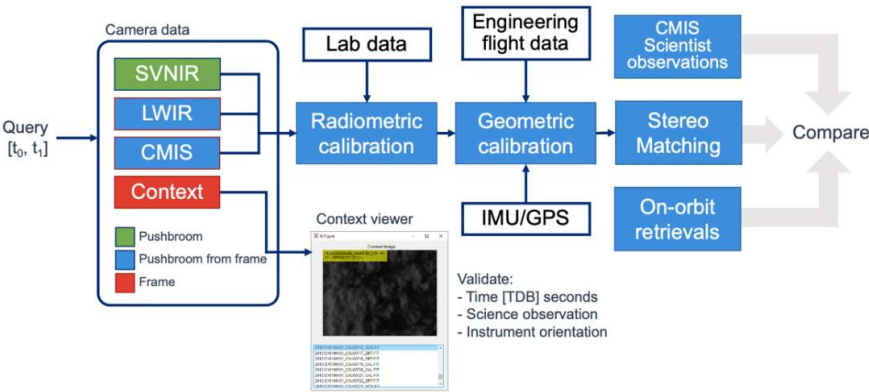 Camera data
SVNIR
LWIR
CMIS
Context
Pushbroom
Pushbroom from frame
Frame
Query
[t₀, t₁]
Lab data
Radiometric
calibration
Engineering
flight data
Geometric
calibration
IMU/GPS
CMIS
Scientist
observations
Stereo
Matching
On-orbit
retrievals
Compare
Context viewer
Context Image
Validate:
- Time [TDB] seconds
- Science observation
- Instrument orientation